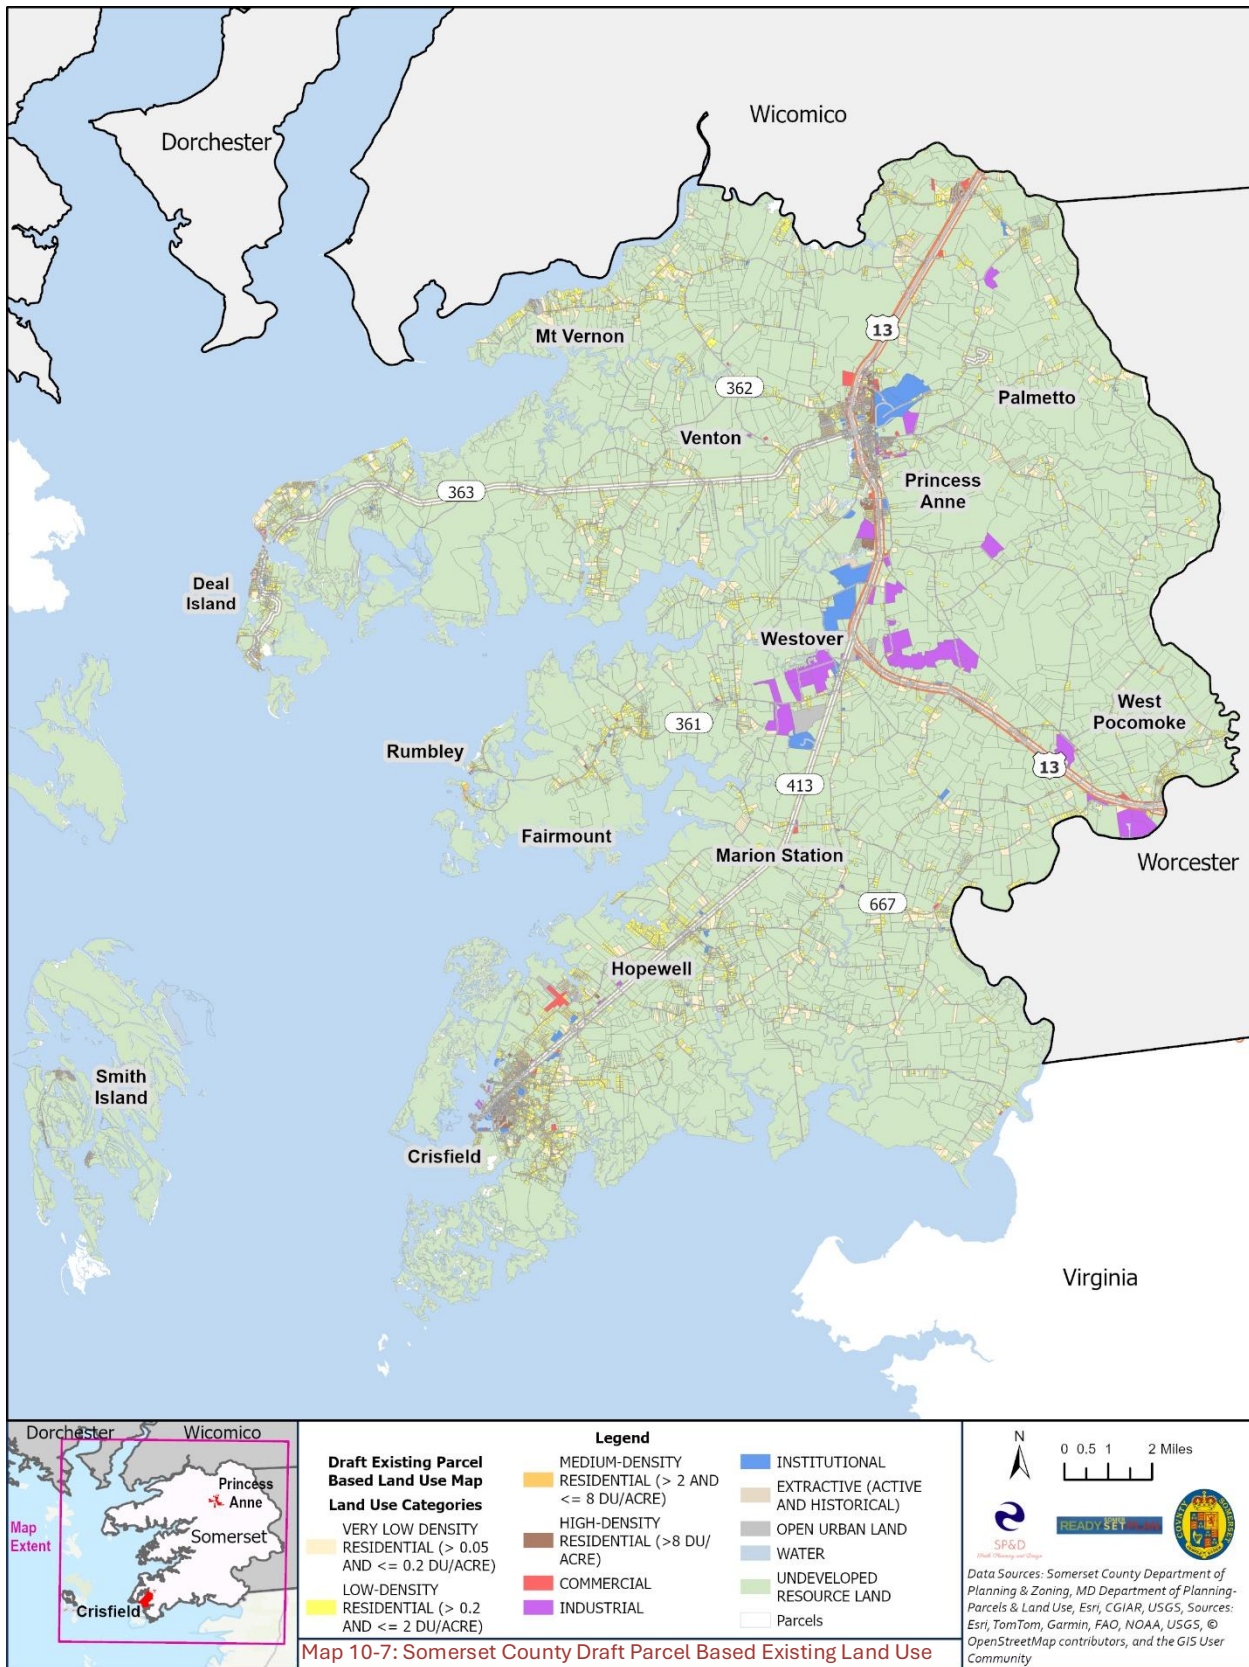 Wicomico
Dorchester
13
Mt Vernon
362
Palmetto
Venton
363
Princess
Anne
Deal
Island
Westover
West
Pocomoke
361
Rumbley
13
413
Fairmount
Marion Station
Worcester
667
Hopewell
Smith
Island
Crisfield
Virginia
Dorchester
Wicomico
Princess
Anne
Map
Extent
Somerset
Crisfield
Legend
Draft Existing Parcel
Based Land Use Map
Land Use Categories
VERY LOW DENSITY
RESIDENTIAL (> 0.05
AND <= 0.2 DU/ACRE)
LOW-DENSITY
RESIDENTIAL (> 0.2
AND <= 2 DU/ACRE)
MEDIUM-DENSITY
RESIDENTIAL (> 2 AND
<= 8 DU/ACRE)
HIGH-DENSITY
RESIDENTIAL (>8 DU/
ACRE)
COMMERCIAL
INDUSTRIAL
INSTITUTIONAL
EXTRACTIVE (ACTIVE
AND HISTORICAL)
OPEN URBAN LAND
WATER
UNDEVELOPED
RESOURCE LAND
Parcels
Map 10-7: Somerset County Draft Parcel Based Existing Land Use
N
0 0.5 1 2 Miles
SP&D
READY SET PLAN
SOMERSET
COUNTY
Data Sources: Somerset County Department of
Planning & Zoning, MD Department of Planning-
Parcels & Land Use, Esri, CGIAR, USGS, Sources:
Esri, TomTom, Garmin, FAO, NOAA, USGS, ©
OpenStreetMap contributors, and the GIS User
Community